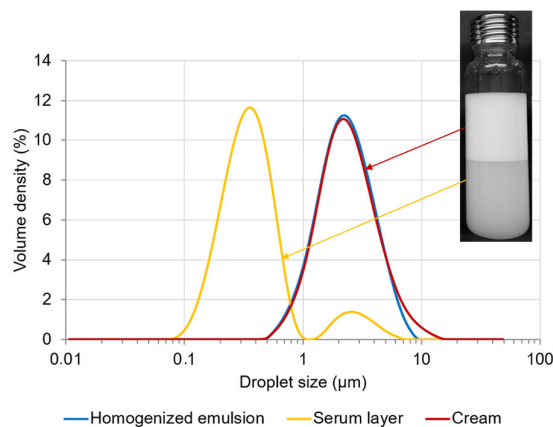 14
12
10
8
6
4
2
0
Volume density (%)
0.01 0.1 1 10 100
Droplet size (µm)
Homogenized emulsion Serum layer Cream